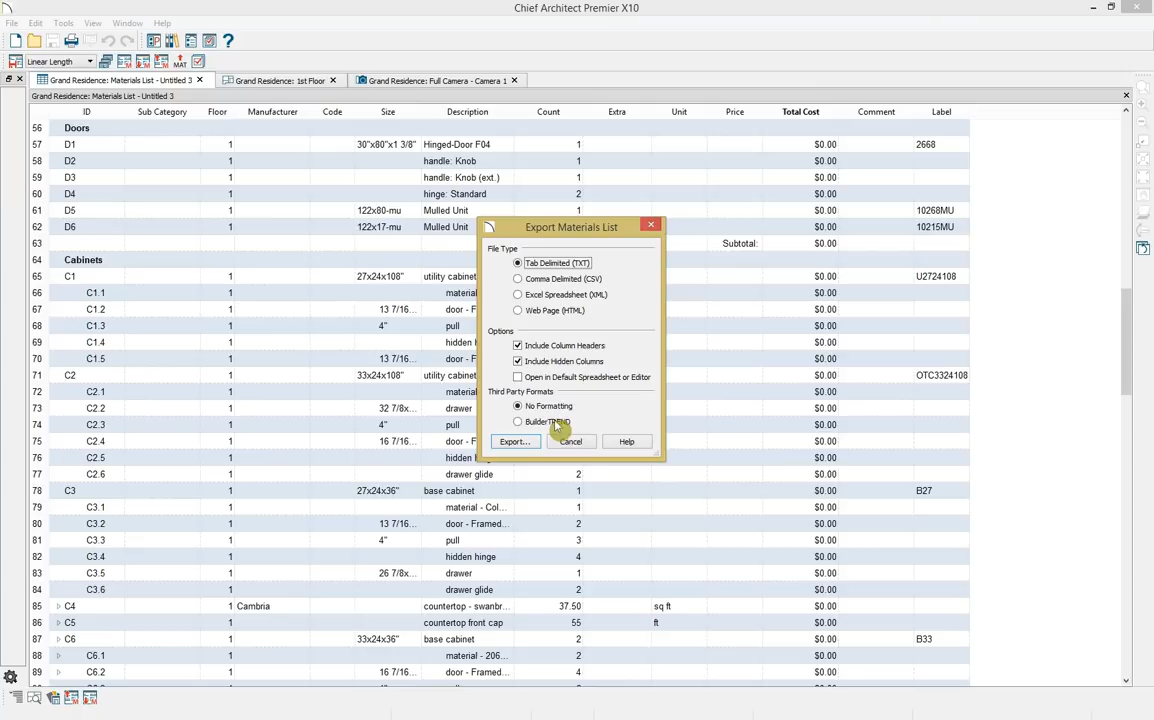 Chief Architect Premier X10
File Edit Tools View Window Help
Linear Length
Grand Residence: Materials List - Untitled 3 Grand Residence: 1st Floor Grand Residence: Full Camera - Camera 1
Grand Residence: Materials List - Untitled 3
ID Sub Category Floor Manufacturer Code Size Description Count Extra Unit Price Total Cost Comment Label
56 Doors
57 D1 1 30"x80"x1 3/8" Hinged-Door F04 1 $0.00 2668
58 D2 1 handle: Knob 1 $0.00
59 D3 1 handle: Knob (ext.) 1 $0.00
60 D4 1 hinge: Standard 2 $0.00
61 D5 1 122x80-mu Mulled Unit 1 $0.00 10268MU
62 D6 1 122x17-mu Mulled Unit $0.00 10215MU
63 Subtotal: $0.00
64 Cabinets
65 C1 1 27x24x108" utility cabinet $0.00 U2724108
66 C1.1 1 material $0.00
67 C1.2 1 13 7/16... door - F $0.00
68 C1.3 1 4" pull $0.00
69 C1.4 1 hidden $0.00
70 C1.5 1 13 7/16... door - F $0.00
71 C2 1 33x24x108" utility cabinet $0.00 OTC3324108
72 C2.1 1 material $0.00
73 C2.2 1 32 7/8x... drawer $0.00
74 C2.3 1 4" pull $0.00
75 C2.4 1 16 7/16... door - F $0.00
76 C2.5 1 hidden $0.00
77 C2.6 1 drawer glide 2 $0.00
78 C3 1 27x24x36" base cabinet 1 $0.00 B27
79 C3.1 1 material - Col... 1 $0.00
80 C3.2 1 13 7/16... door - Framed... 2 $0.00
81 C3.3 1 4" pull 3 $0.00
82 C3.4 1 hidden hinge 4 $0.00
83 C3.5 1 26 7/8x... drawer 1 $0.00
84 C3.6 1 drawer glide 2 $0.00
85 C4 1 Cambria countertop - swanbr... 37.50 sq ft $0.00
86 C5 1 countertop front cap 55 ft $0.00
87 C6 1 33x24x36" base cabinet 2 $0.00 B33
88 C6.1 1 material - 206... 2 $0.00
89 C6.2 1 16 7/16... door - Framed... 4 $0.00
Export Materials List
File Type
Tab Delimited (TXT)
Comma Delimited (CSV)
Excel Spreadsheet (XML)
Web Page (HTML)
Options
Include Column Headers
Include Hidden Columns
Open in Default Spreadsheet or Editor
Third Party Formats
No Formatting
BuilderTREND
Export... Cancel Help